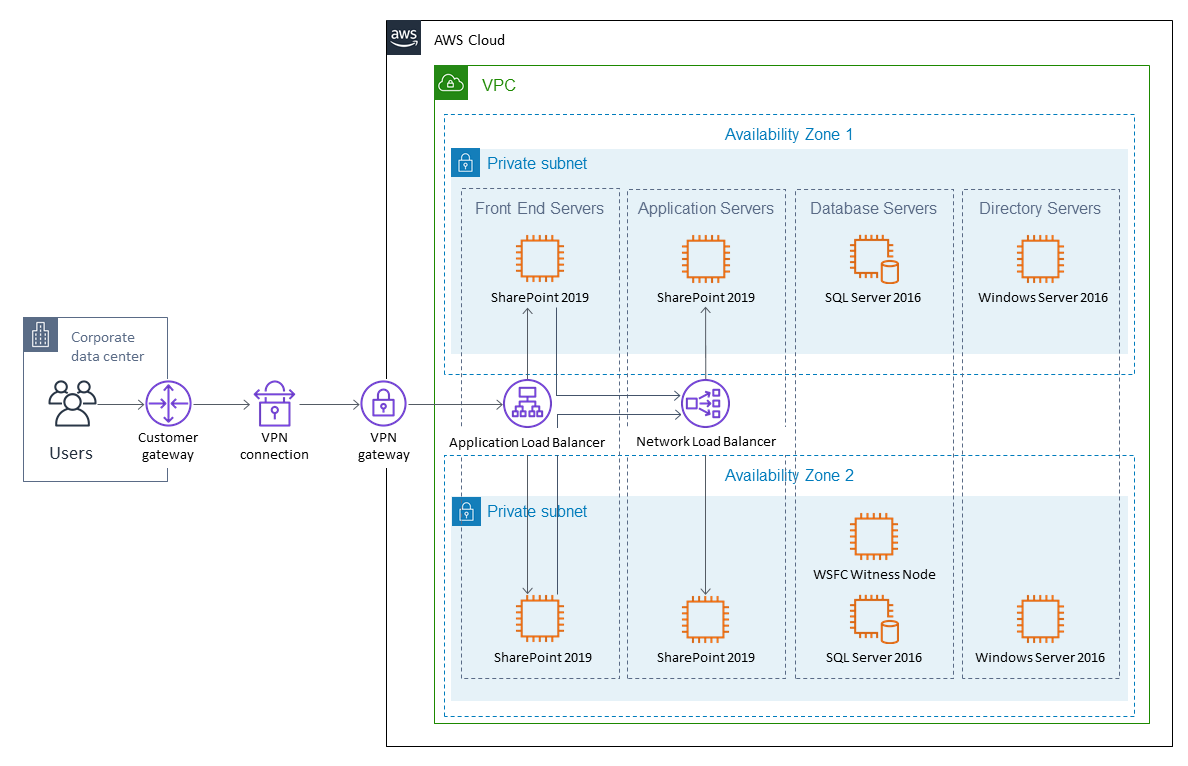 aws
AWS Cloud
VPC
Availability Zone 1
Private subnet
Front End Servers
Application Servers
Database Servers
Directory Servers
SharePoint 2019
SharePoint 2019
SQL Server 2016
Windows Server 2016
Corporate
data center
Users
Customer
gateway
VPN
connection
VPN
gateway
Application Load Balancer
Network Load Balancer
Availability Zone 2
Private subnet
WSFC Witness Node
SharePoint 2019
SharePoint 2019
SQL Server 2016
Windows Server 2016